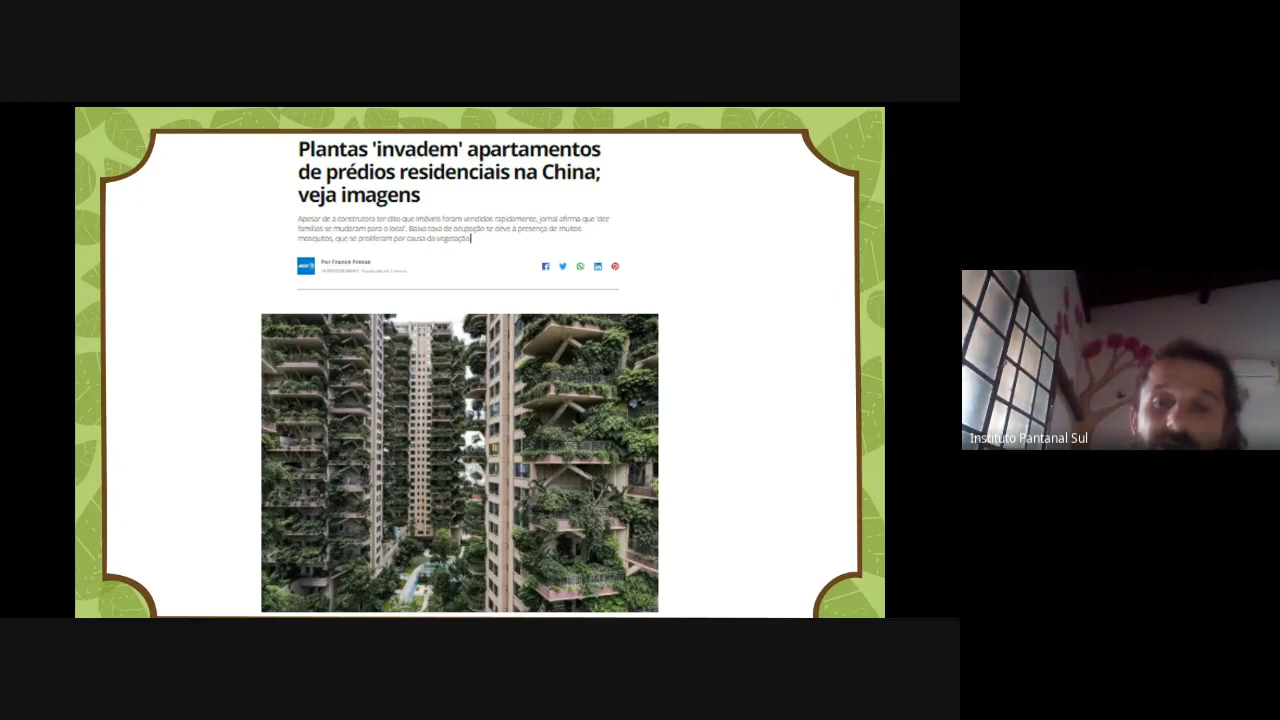 Plantas 'invadem' apartamentos
de prédios residenciais na China;
veja imagens
Apesar de a construtora ter dito que imóveis foram vendidos rapidamente, jornal afirma que 'dez
famílias se mudaram para o local'. Baixa taxa de ocupação se deve à presença de muitos
mosquitos, que se proliferam por causa da vegetação
Por France Presse
Instituto Pantanal Sul